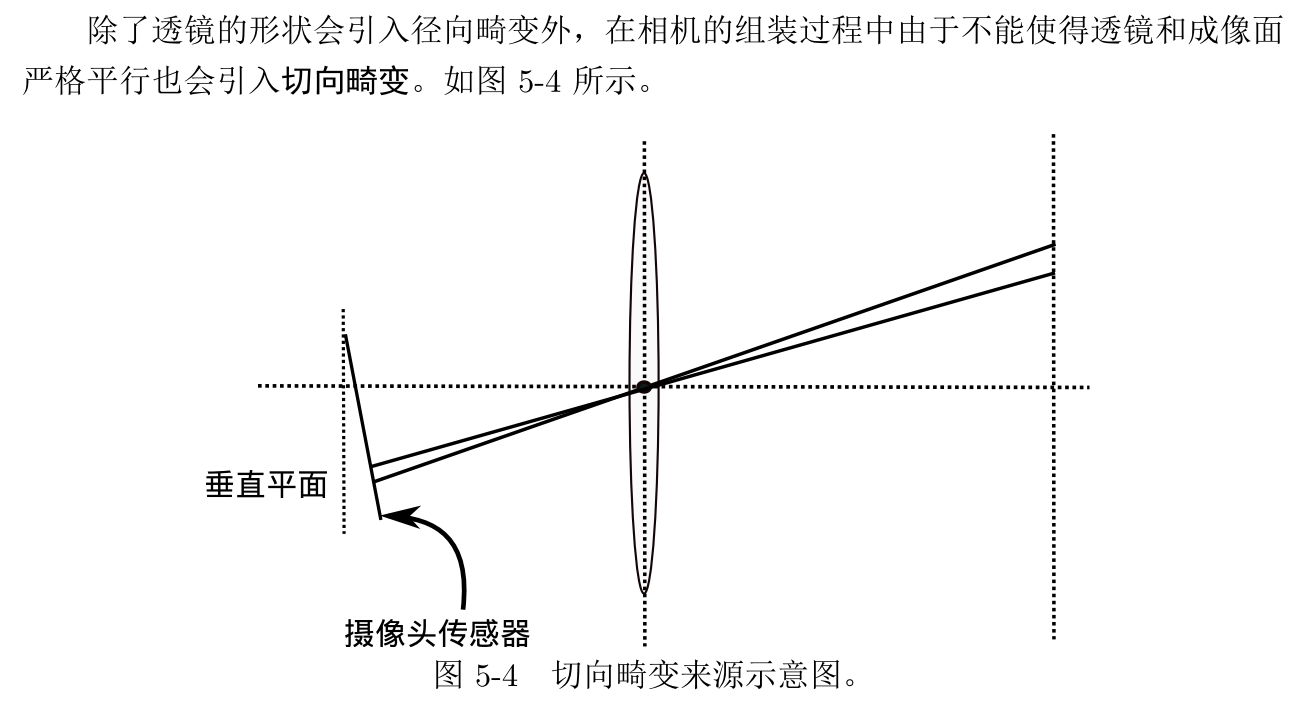 除了透镜的形状会引入径向畸变外，在相机的组装过程中由于不能使得透镜和成像面
严格平行也会引入切向畸变。如图 5-4 所示。
垂直平面
摄像头传感器
图 5-4 切向畸变来源示意图。